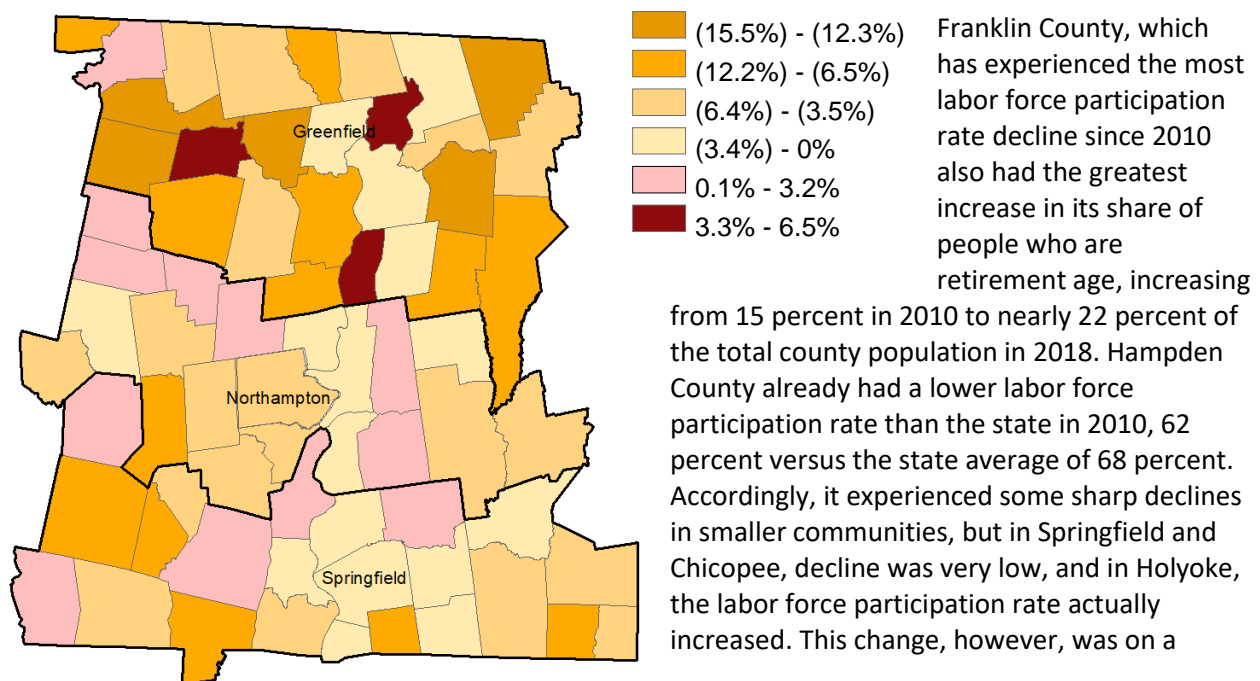 Greenfield
Northampton
Springfield
(15.5%) - (12.3%)
(12.2%) - (6.5%)
(6.4%) - (3.5%)
(3.4%) - 0%
0.1% - 3.2%
3.3% - 6.5%
Franklin County, which
has experienced the most
labor force participation
rate decline since 2010
also had the greatest
increase in its share of
people who are
retirement age, increasing
from 15 percent in 2010 to nearly 22 percent of
the total county population in 2018. Hampden
County already had a lower labor force
participation rate than the state in 2010, 62
percent versus the state average of 68 percent.
Accordingly, it experienced some sharp declines
in smaller communities, but in Springfield and
Chicopee, decline was very low, and in Holyoke,
the labor force participation rate actually
increased. This change, however, was on a